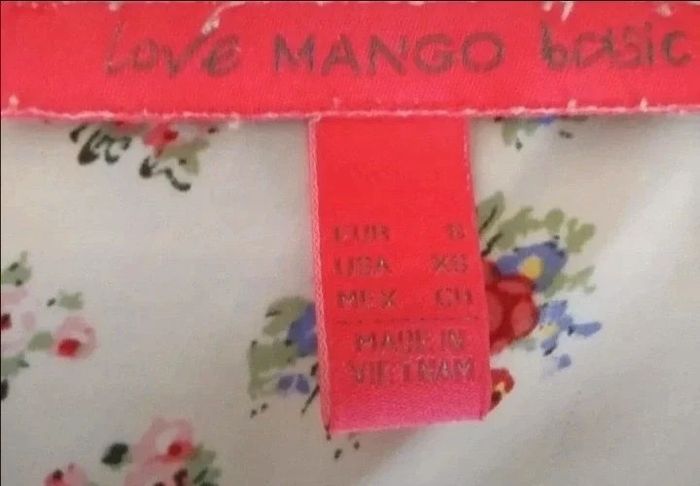 Love MANGO basic
EUR S
USA XS
MEX CH
MADE IN
VIETNAM